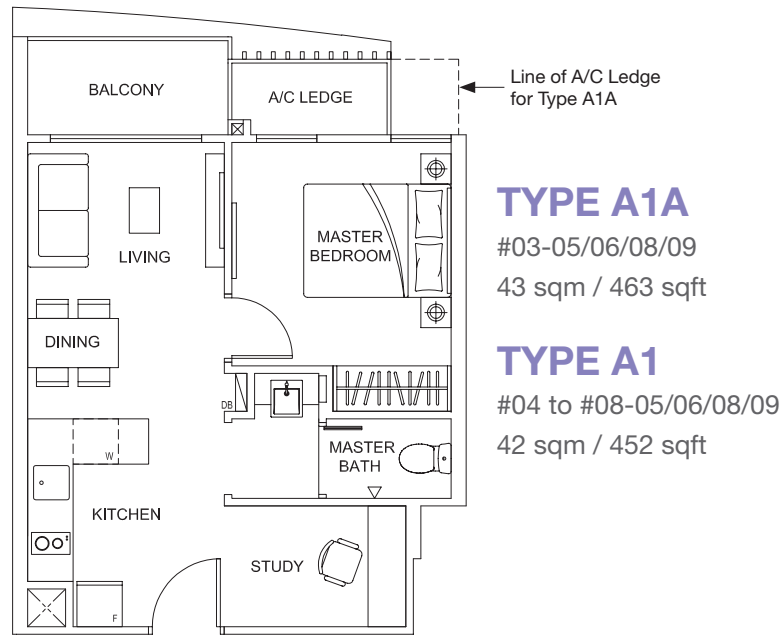 BALCONY
A/C LEDGE
Line of A/C Ledge
for Type A1A
LIVING
MASTER
BEDROOM
DINING
DB
W
MASTER
BATH
KITCHEN
STUDY
F
TYPE A1A
#03-05/06/08/09
43 sqm / 463 sqft
TYPE A1
#04 to #08-05/06/08/09
42 sqm / 452 sqft